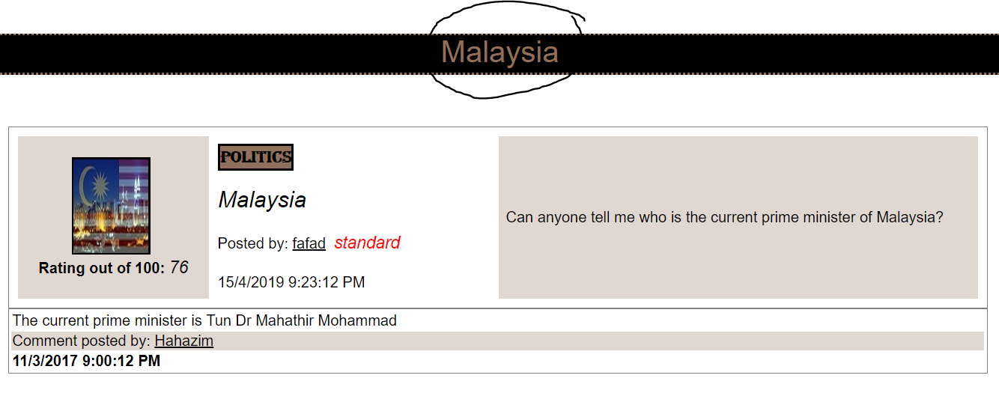 Malaysia
POLITICS
Malaysia
Posted by: fafad standard
15/4/2019 9:23:12 PM
Rating out of 100: 76
Can anyone tell me who is the current prime minister of Malaysia?
The current prime minister is Tun Dr Mahathir Mohammad
Comment posted by: Hahazim
11/3/2017 9:00:12 PM